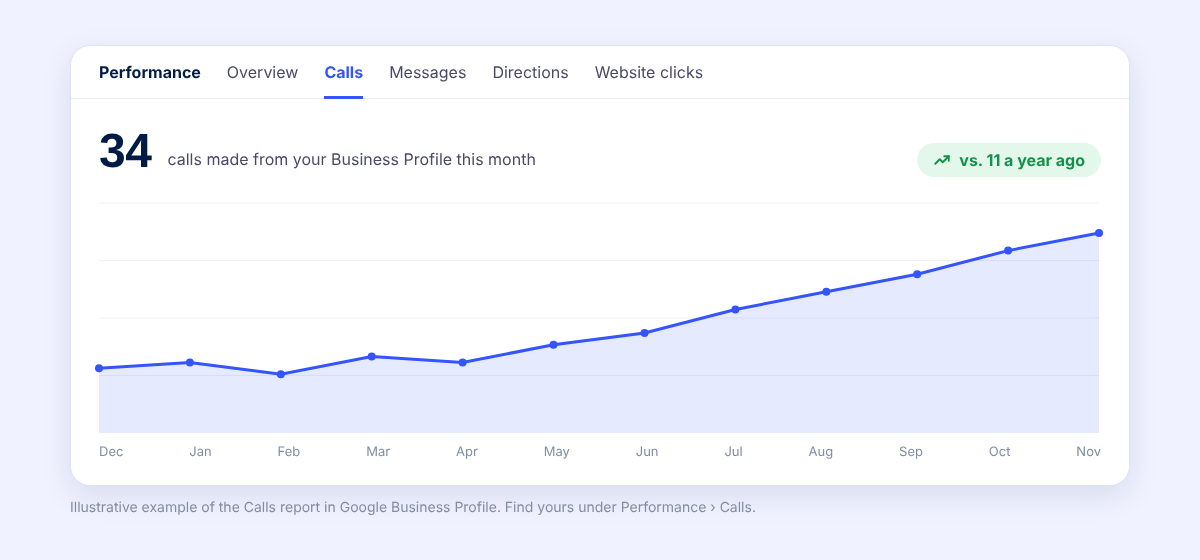 Performance Overview Calls Messages Directions Website clicks
34 calls made from your Business Profile this month
vs. 11 a year ago
Dec Jan Feb Mar Apr May Jun Jul Aug Sep Oct Nov
Illustrative example of the Calls report in Google Business Profile. Find yours under Performance › Calls.